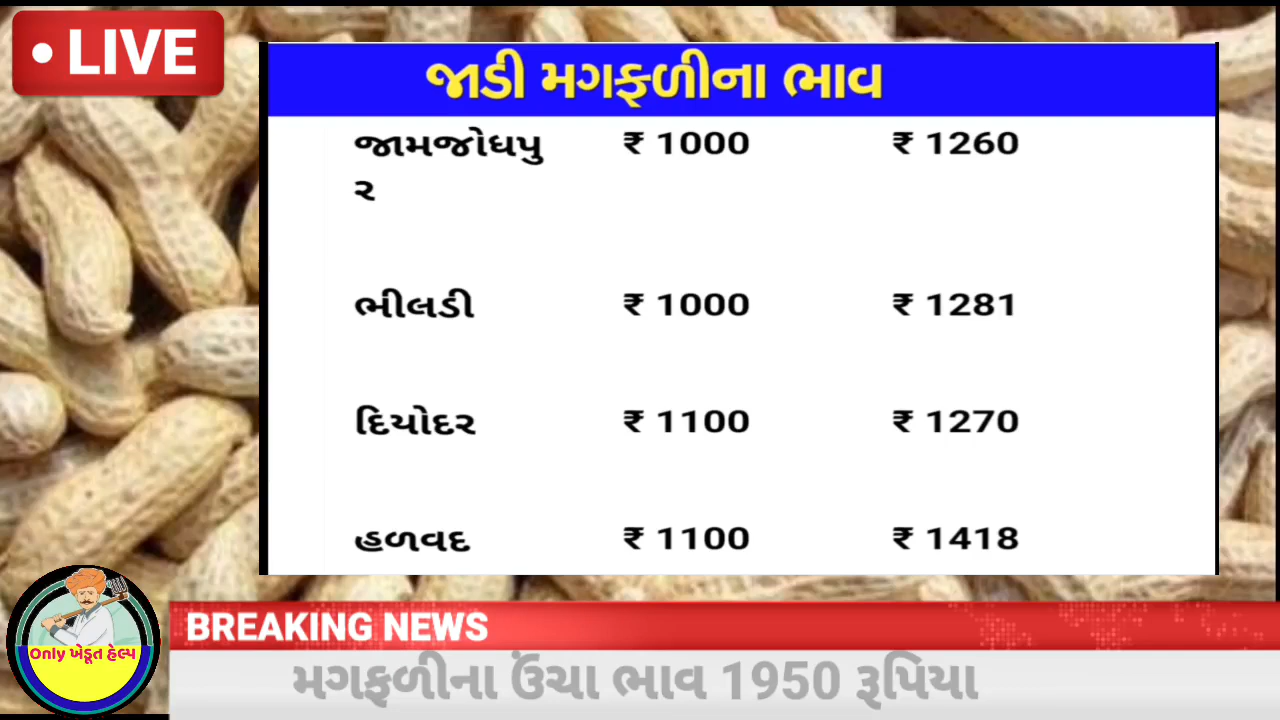 LIVE
જાડી મગફળીના ભાવ
જામજોધપુ ₹ 1000 ₹ 1260
ર
ભીલડી ₹ 1000 ₹ 1281
દિયોદર ₹ 1100 ₹ 1270
હળવદ ₹ 1100 ₹ 1418
BREAKING NEWS
Only ખેડૂત હેલ્પ
મગફળીના ઉંચા ભાવ 1950 રૂપિયા